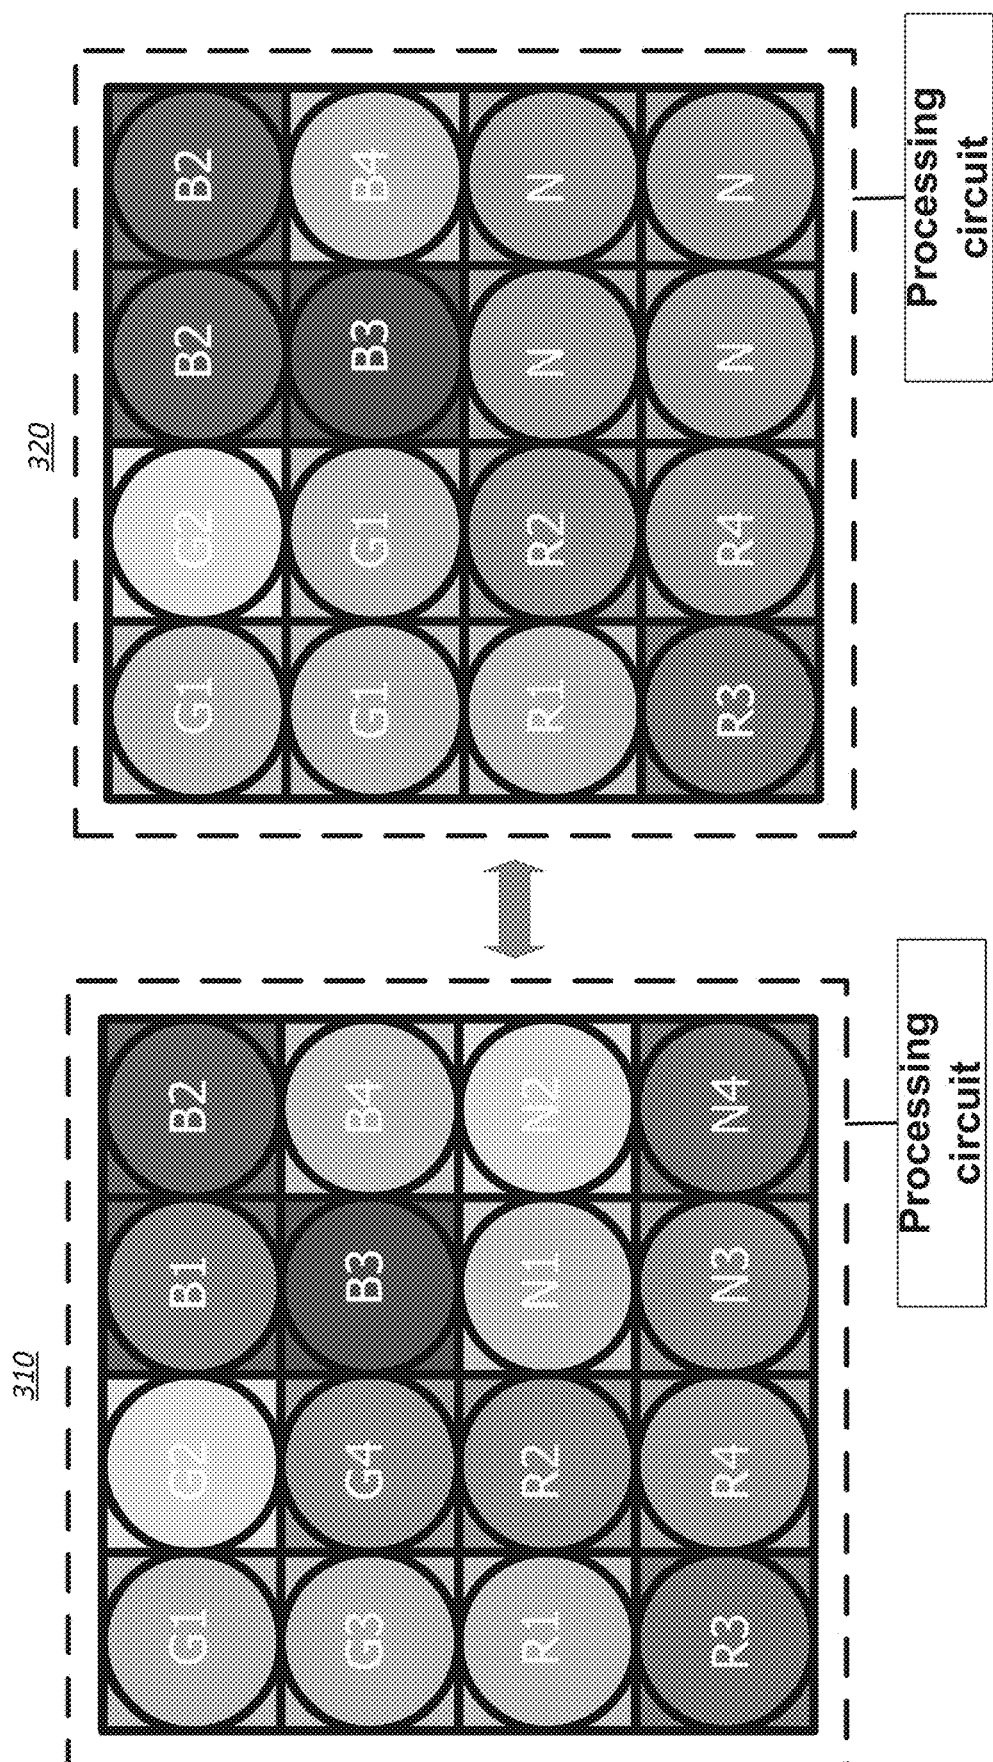 310
G1 G2 B1 B2
G3 G4 B3 B4
R1 R2 N1 N2
R3 R4 N3 N4
Processing
circuit
320
G1 G2 B2 B2
G1 G1 B3 B4
R1 R2 N N
R3 R4 N N
Processing
circuit